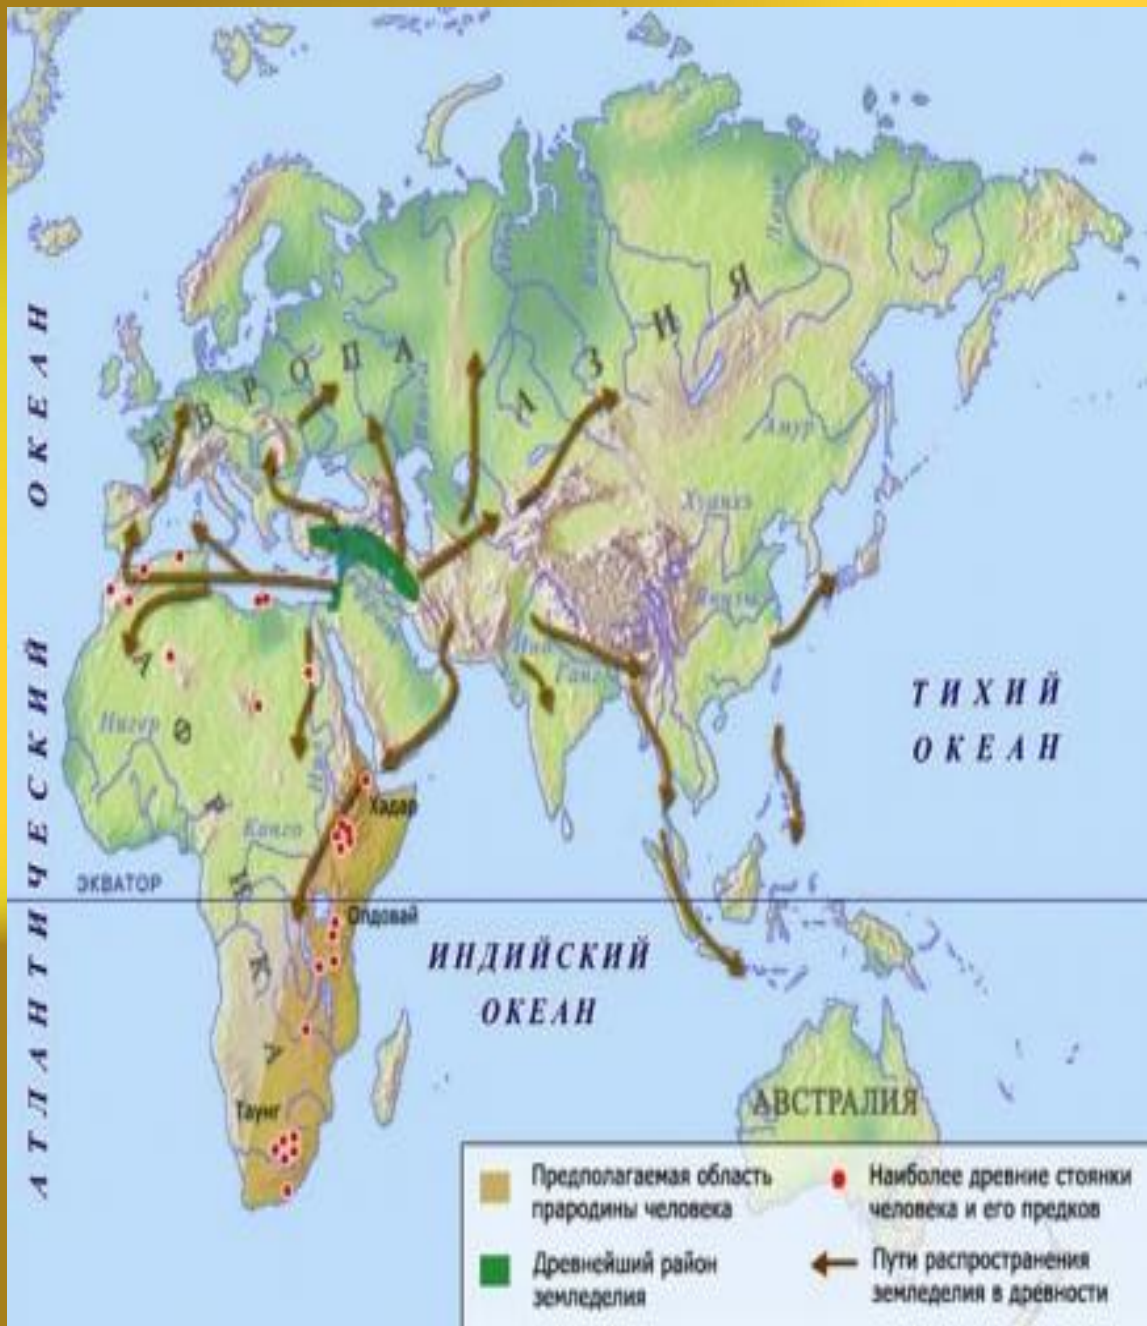 АТЛАНТИЧЕСКИЙ ОКЕАН
ЕВРОПА
АЗИЯ
Лена
Амур
Хуанхэ
Янцзы
Инд
Ганг
АФРИКА
Нигер
Нил
Конго
Хадар
ЭКВАТОР
Олдовай
Таунг
ТИХИЙ
ОКЕАН
ИНДИЙСКИЙ
ОКЕАН
АВСТРАЛИЯ
Предполагаемая область
прародины человека
Древнейший район
земледелия
Наиболее древние стоянки
человека и его предков
Пути распространения
земледелия в древности